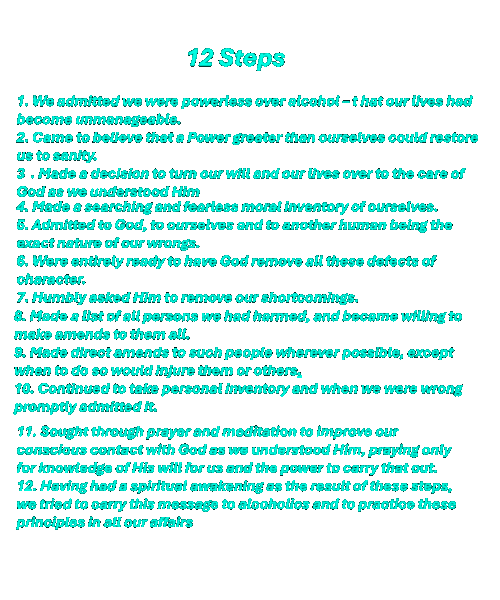 12 Steps
1. We admitted we were powerless over alcohol – t hat our lives had
become unmanageable.
2. Came to believe that a Power greater than ourselves could restore
us to sanity.
3 . Made a decision to turn our will and our lives over to the care of
God as we understood Him
4. Made a searching and fearless moral inventory of ourselves.
5. Admitted to God, to ourselves and to another human being the
exact nature of our wrongs.
6. Were entirely ready to have God remove all these defects of
character.
7. Humbly asked Him to remove our shortcomings.
8. Made a list of all persons we had harmed, and became willing to
make amends to them all.
9. Made direct amends to such people wherever possible, except
when to do so would injure them or others,
10. Continued to take personal inventory and when we were wrong
promptly admitted it.
11. Sought through prayer and meditation to improve our
conscious contact with God as we understood Him, praying only
for knowledge of His will for us and the power to carry that out.
12. Having had a spiritual awakening as the result of these steps,
we tried to carry this message to alcoholics and to practice these
principles in all our affairs